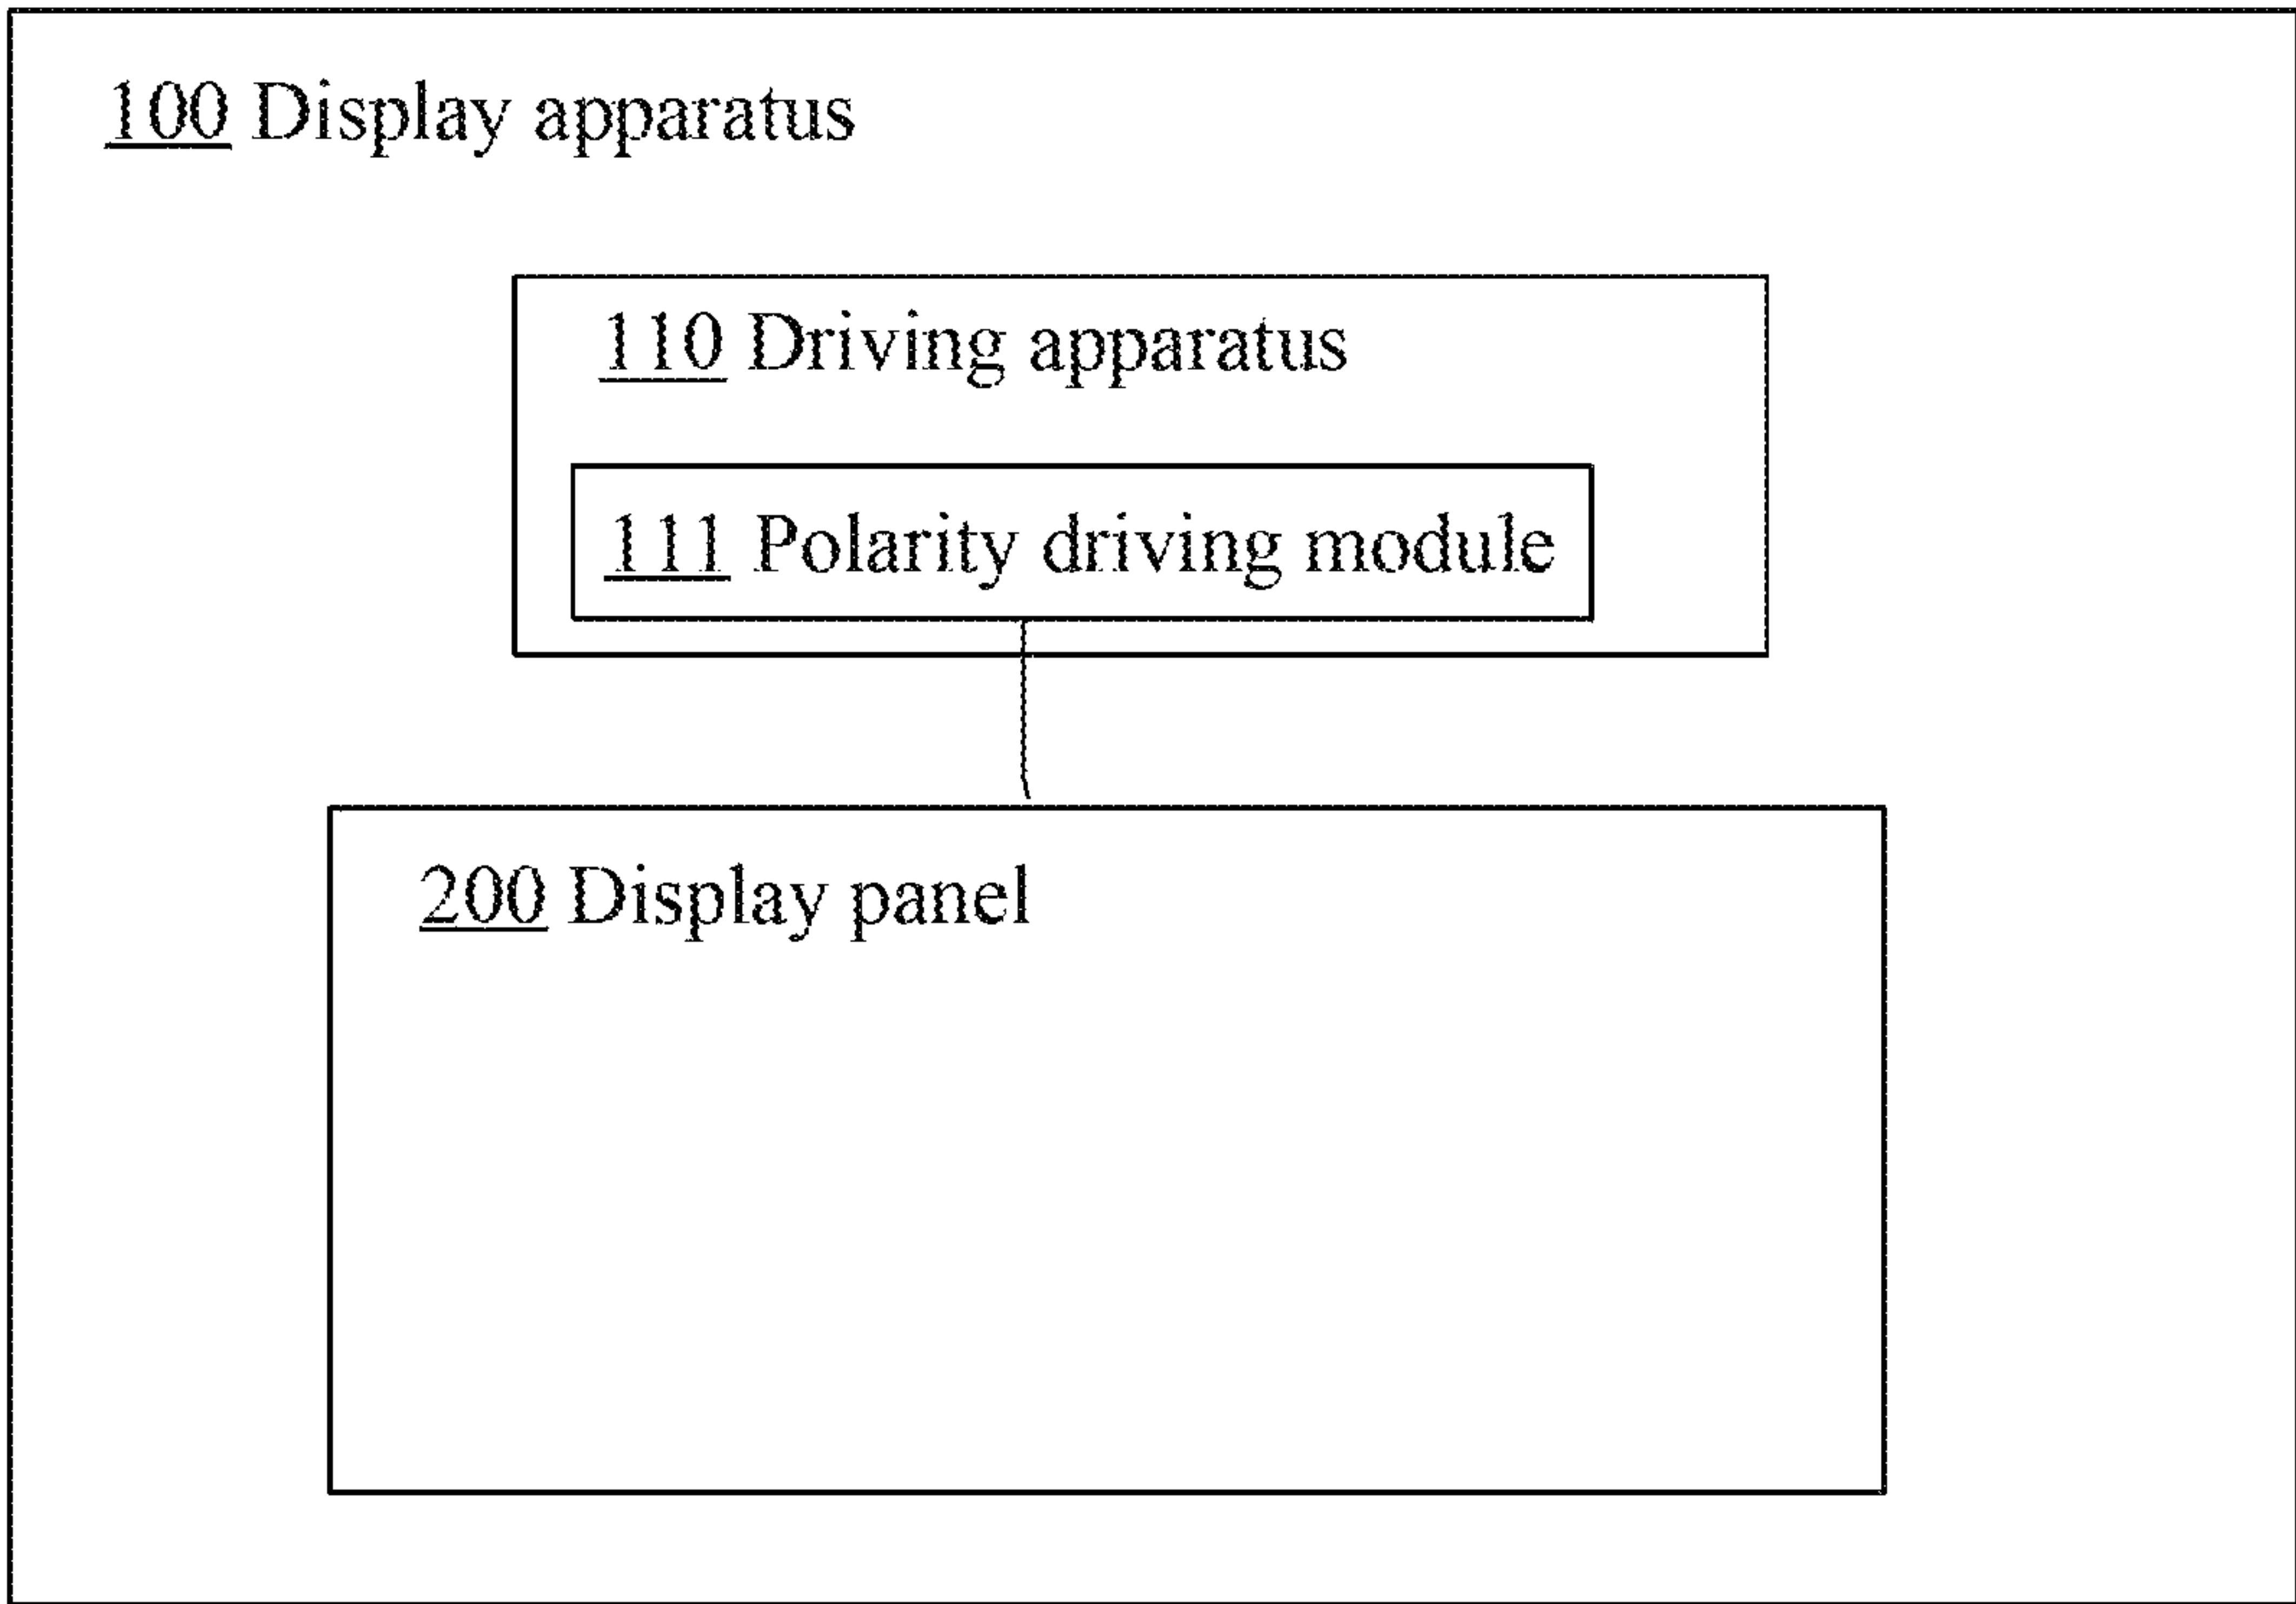 100 Display apparatus
110 Driving apparatus
111 Polarity driving module
200 Display panel